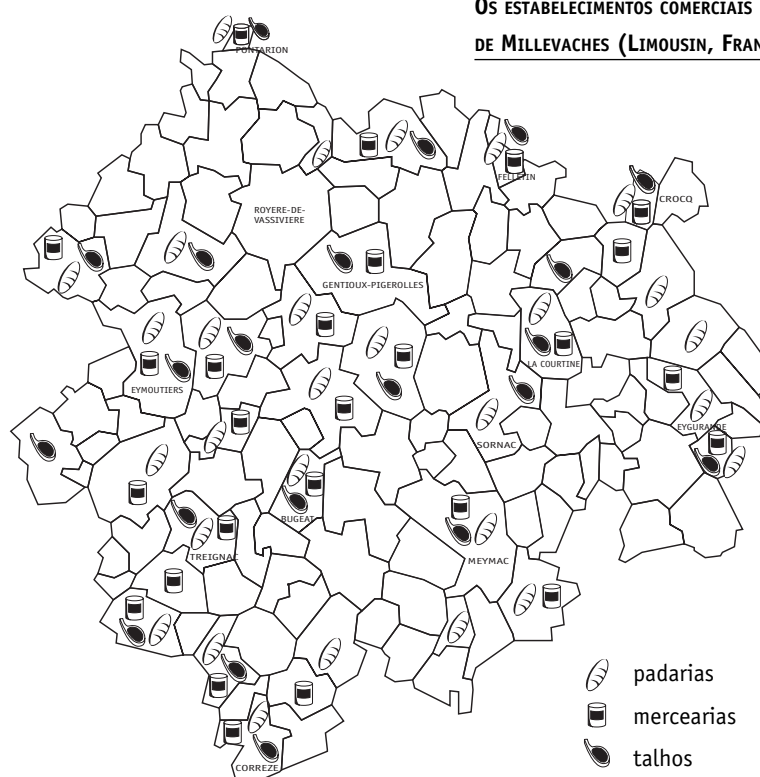 OS ESTABELECIMENTOS COMERCIAIS
DE MILLEVACHES (LIMOUSIN,
PONTARION
FELLETIN
CROCQ
ROYERE-DE-
VASSIVIERE
GENTIOUX-PIGEROLLES
LA COURTINE
EYMOUTIERS
EYGURANDE
SORNAC
BUGEAT
TREIGNAC
MEYMAC
CORREZE
padarias
mercearias
talhos